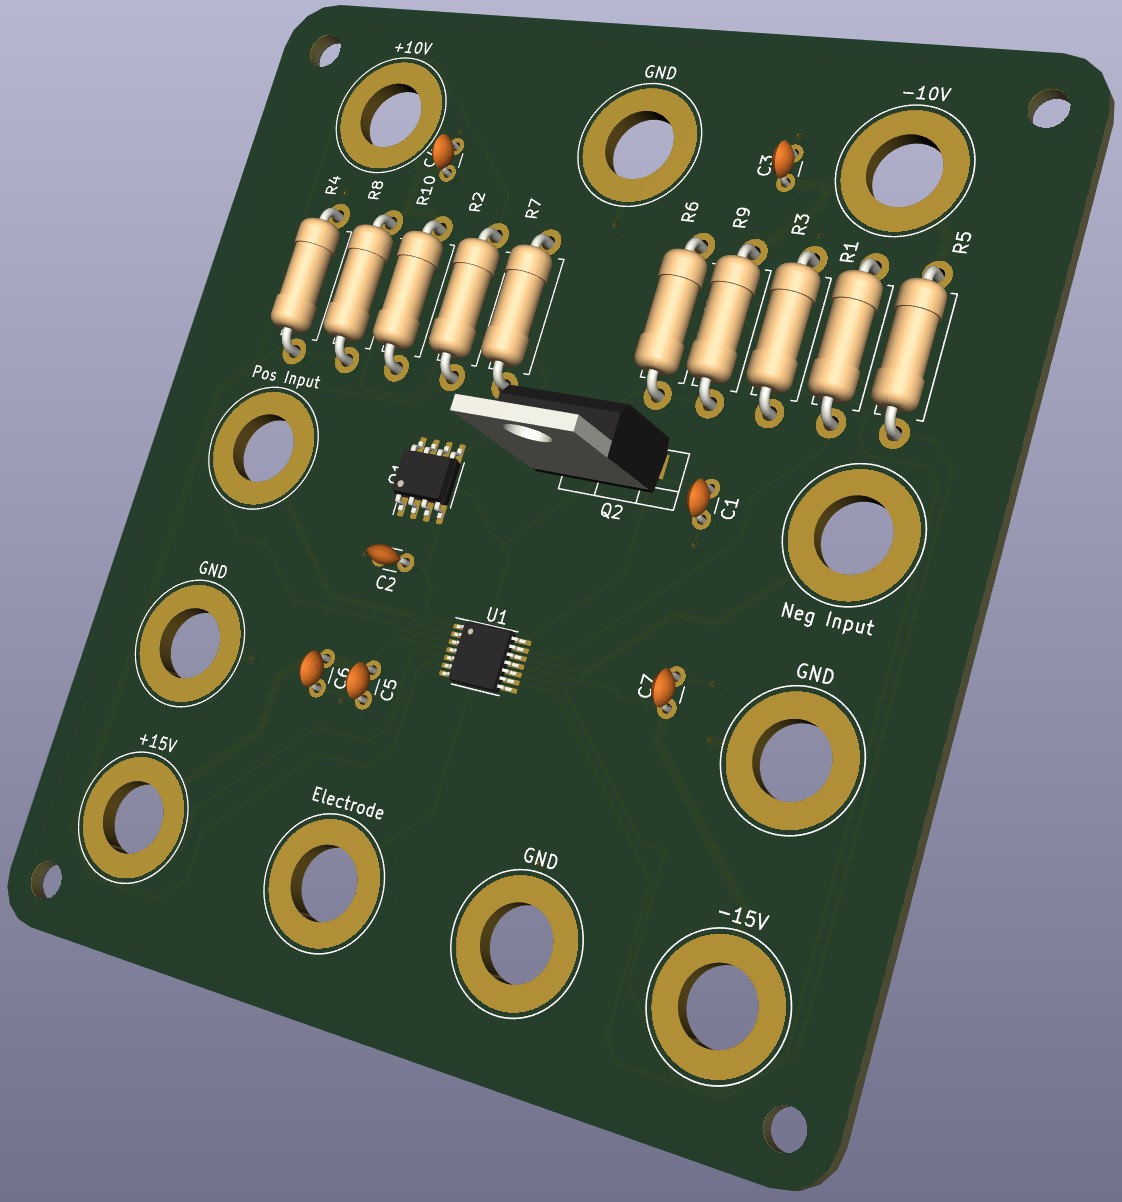 +10V
GND
-10V
C3
R4
R8
R10
R2
R7
R6
R9
R3
R1
R5
Pos Input
Q2
C1
C2
Neg Input
GND
U1
C6
C5
C7
GND
+15V
Electrode
GND
-15V